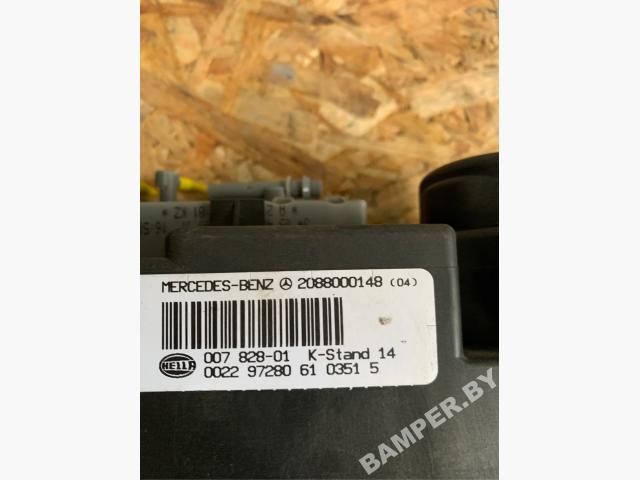 MERCEDES-BENZ 2088000148 (04)
HELLA
007 828-01 K-Stand 14
0022 97280 61 0351 5
BAMPER.BY